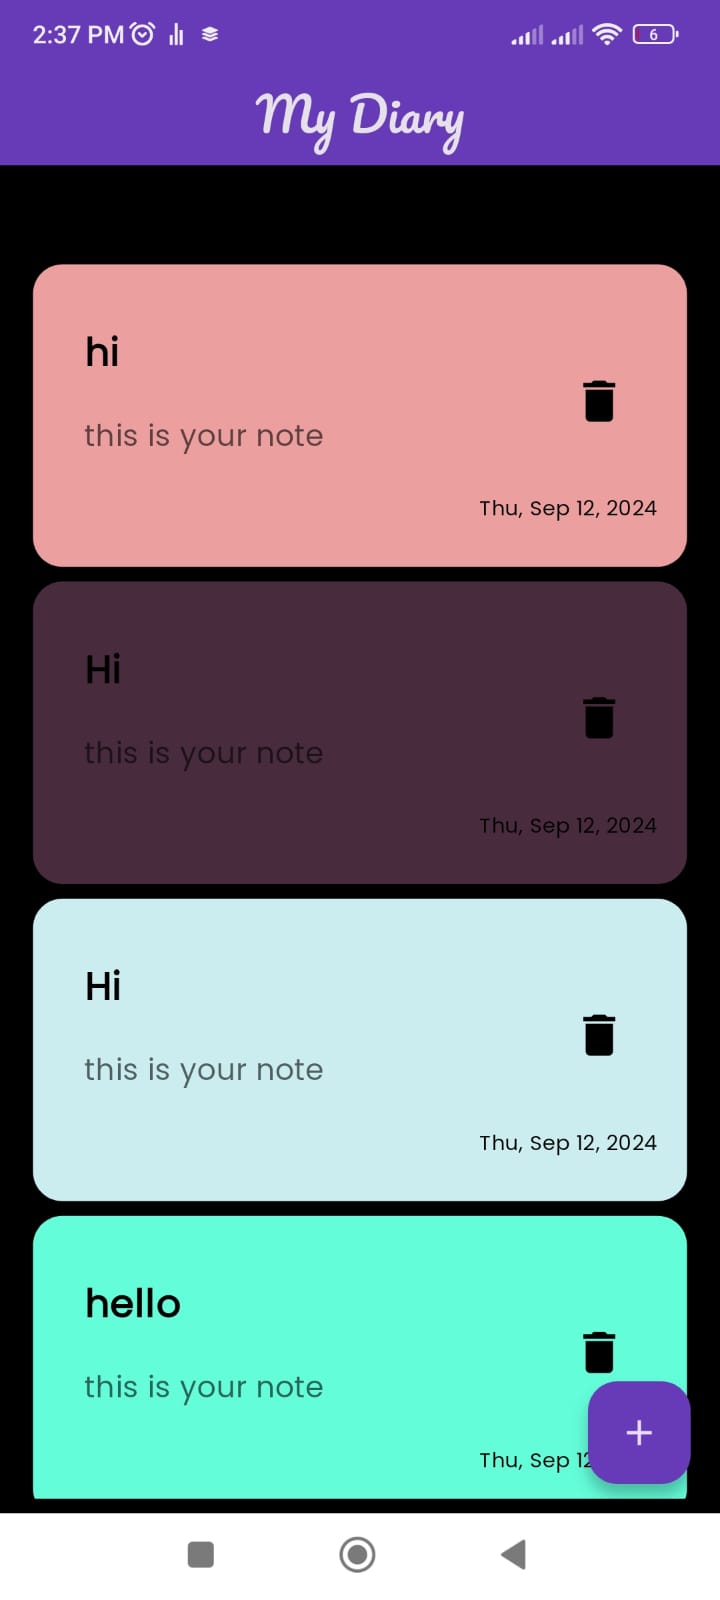 2:37 PM
6
My Diary
hi
this is your note
Thu, Sep 12, 2024
Hi
this is your note
Thu, Sep 12, 2024
Hi
this is your note
Thu, Sep 12, 2024
hello
this is your note
Thu, Sep 12